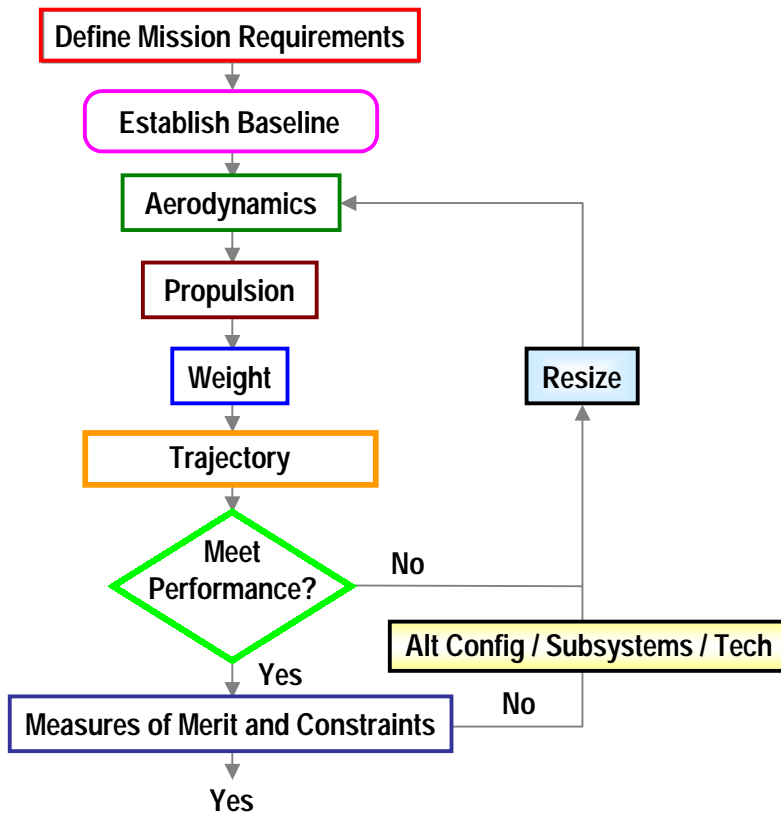 Define Mission Requirements
Establish Baseline
Aerodynamics
Propulsion
Weight
Resize
Trajectory
Meet
Performance?
No
Alt Config / Subsystems / Tech
Yes
Measures of Merit and Constraints
No
Yes